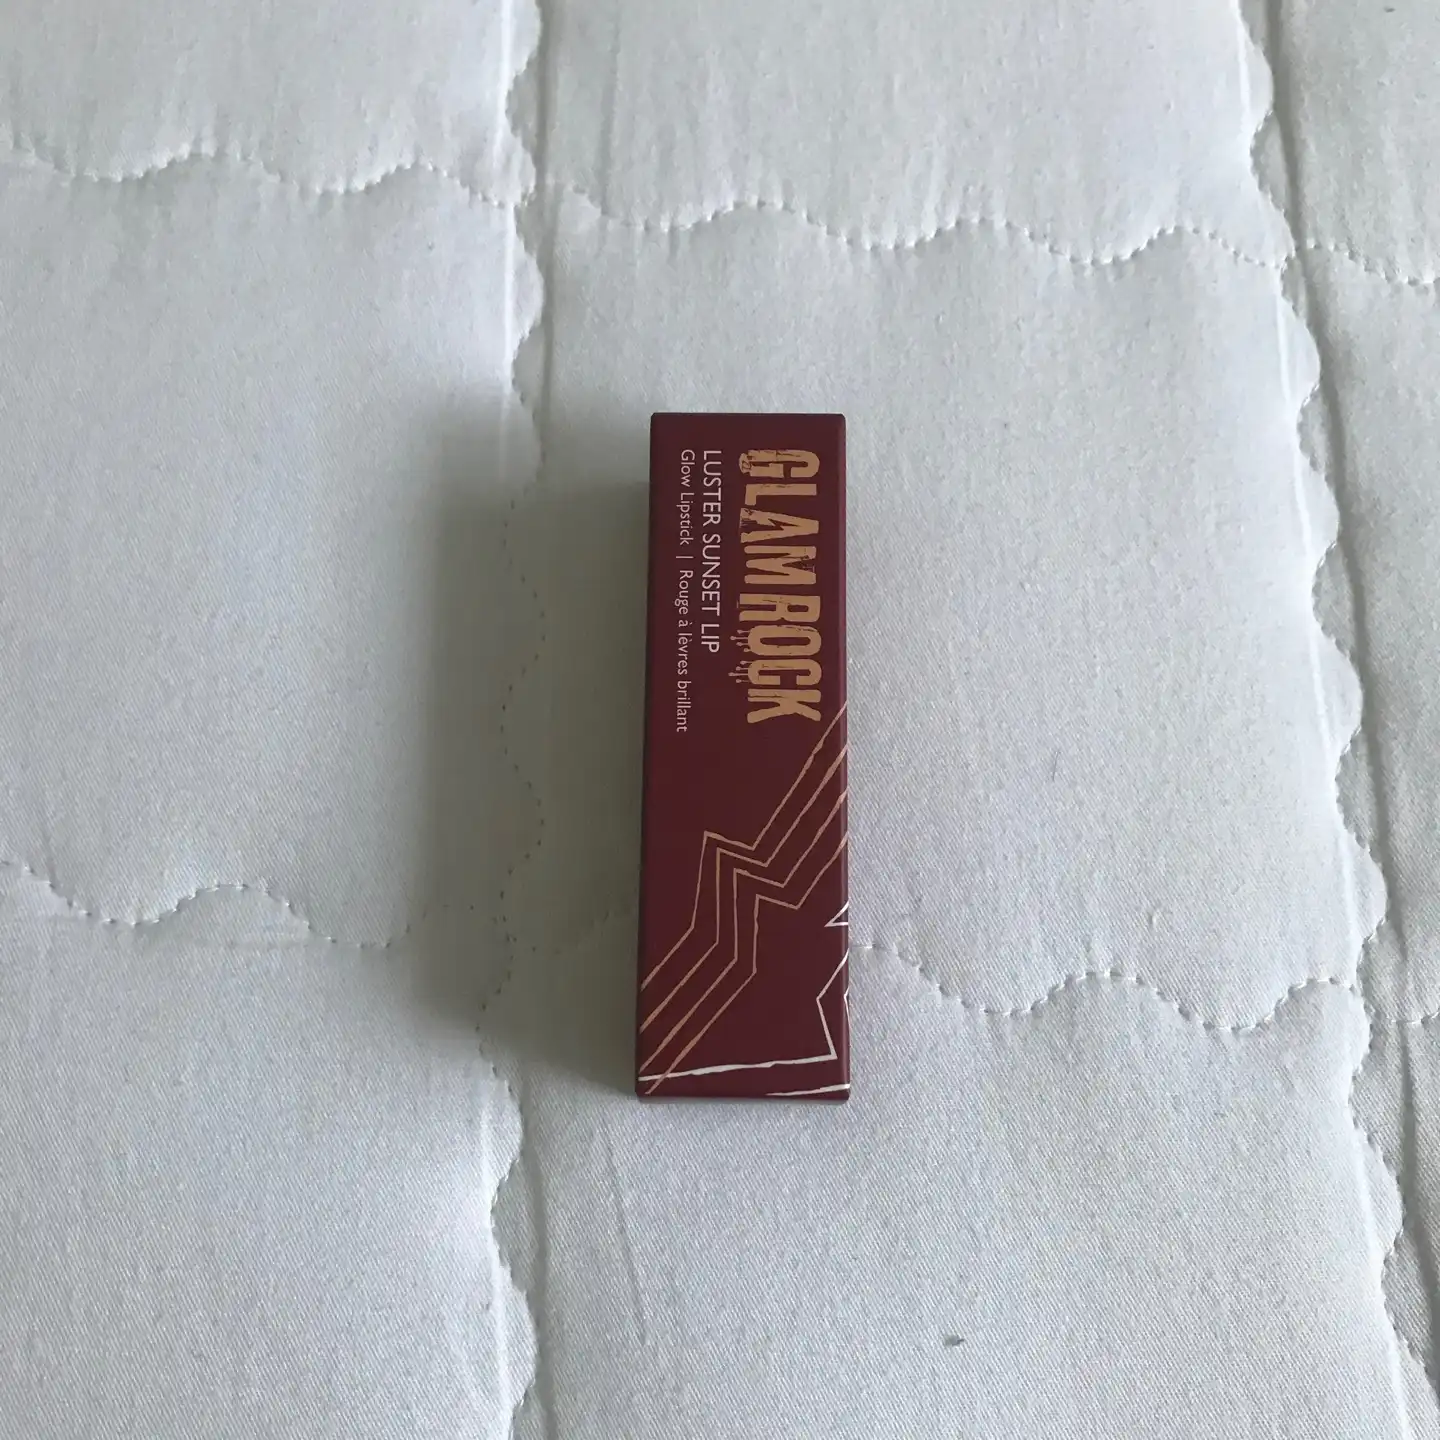 GLAMROCK
LUSTER SUNSET LIP
Glow Lipstick | Rouge à lèvres brillant